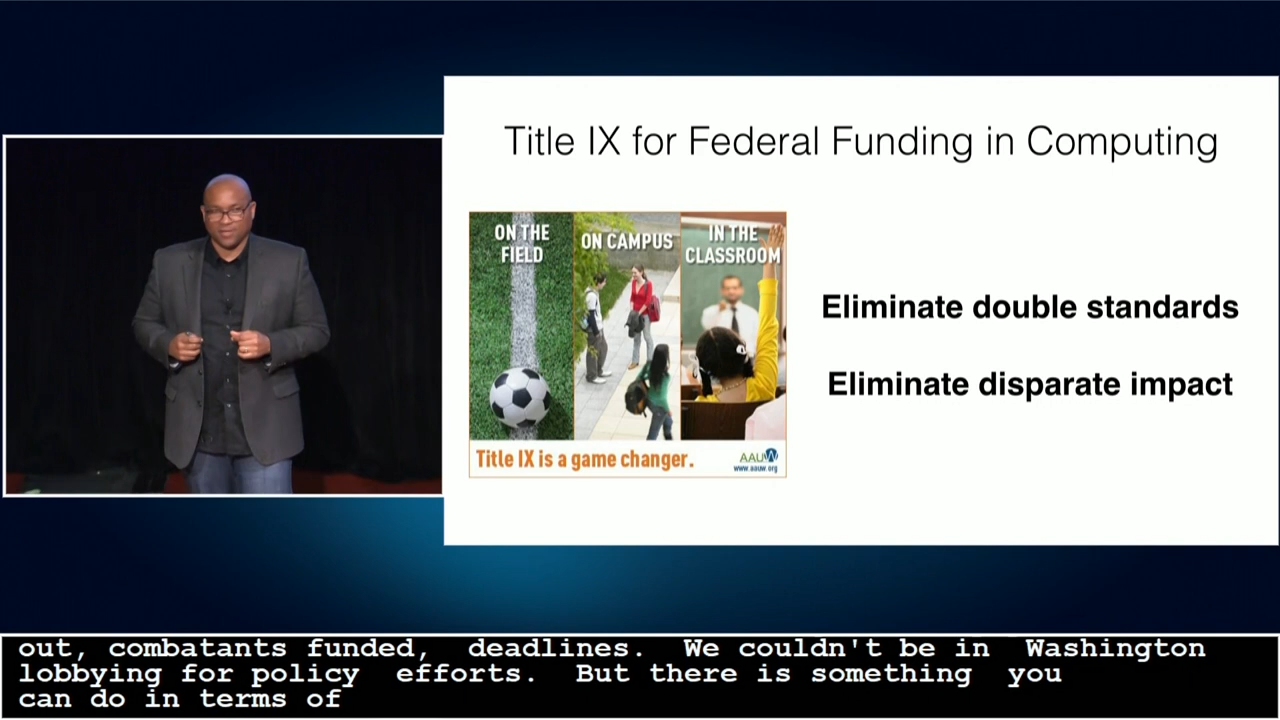 Title IX for Federal Funding in Computing
ON THE
FIELD
ON CAMPUS
IN THE
CLASSROOM
Title IX is a game changer.
AAUW
www.aauw.org
Eliminate double standards
Eliminate disparate impact
out, combatants funded, deadlines. We couldn't be in Washington
lobbying for policy efforts. But there is something you
can do in terms of